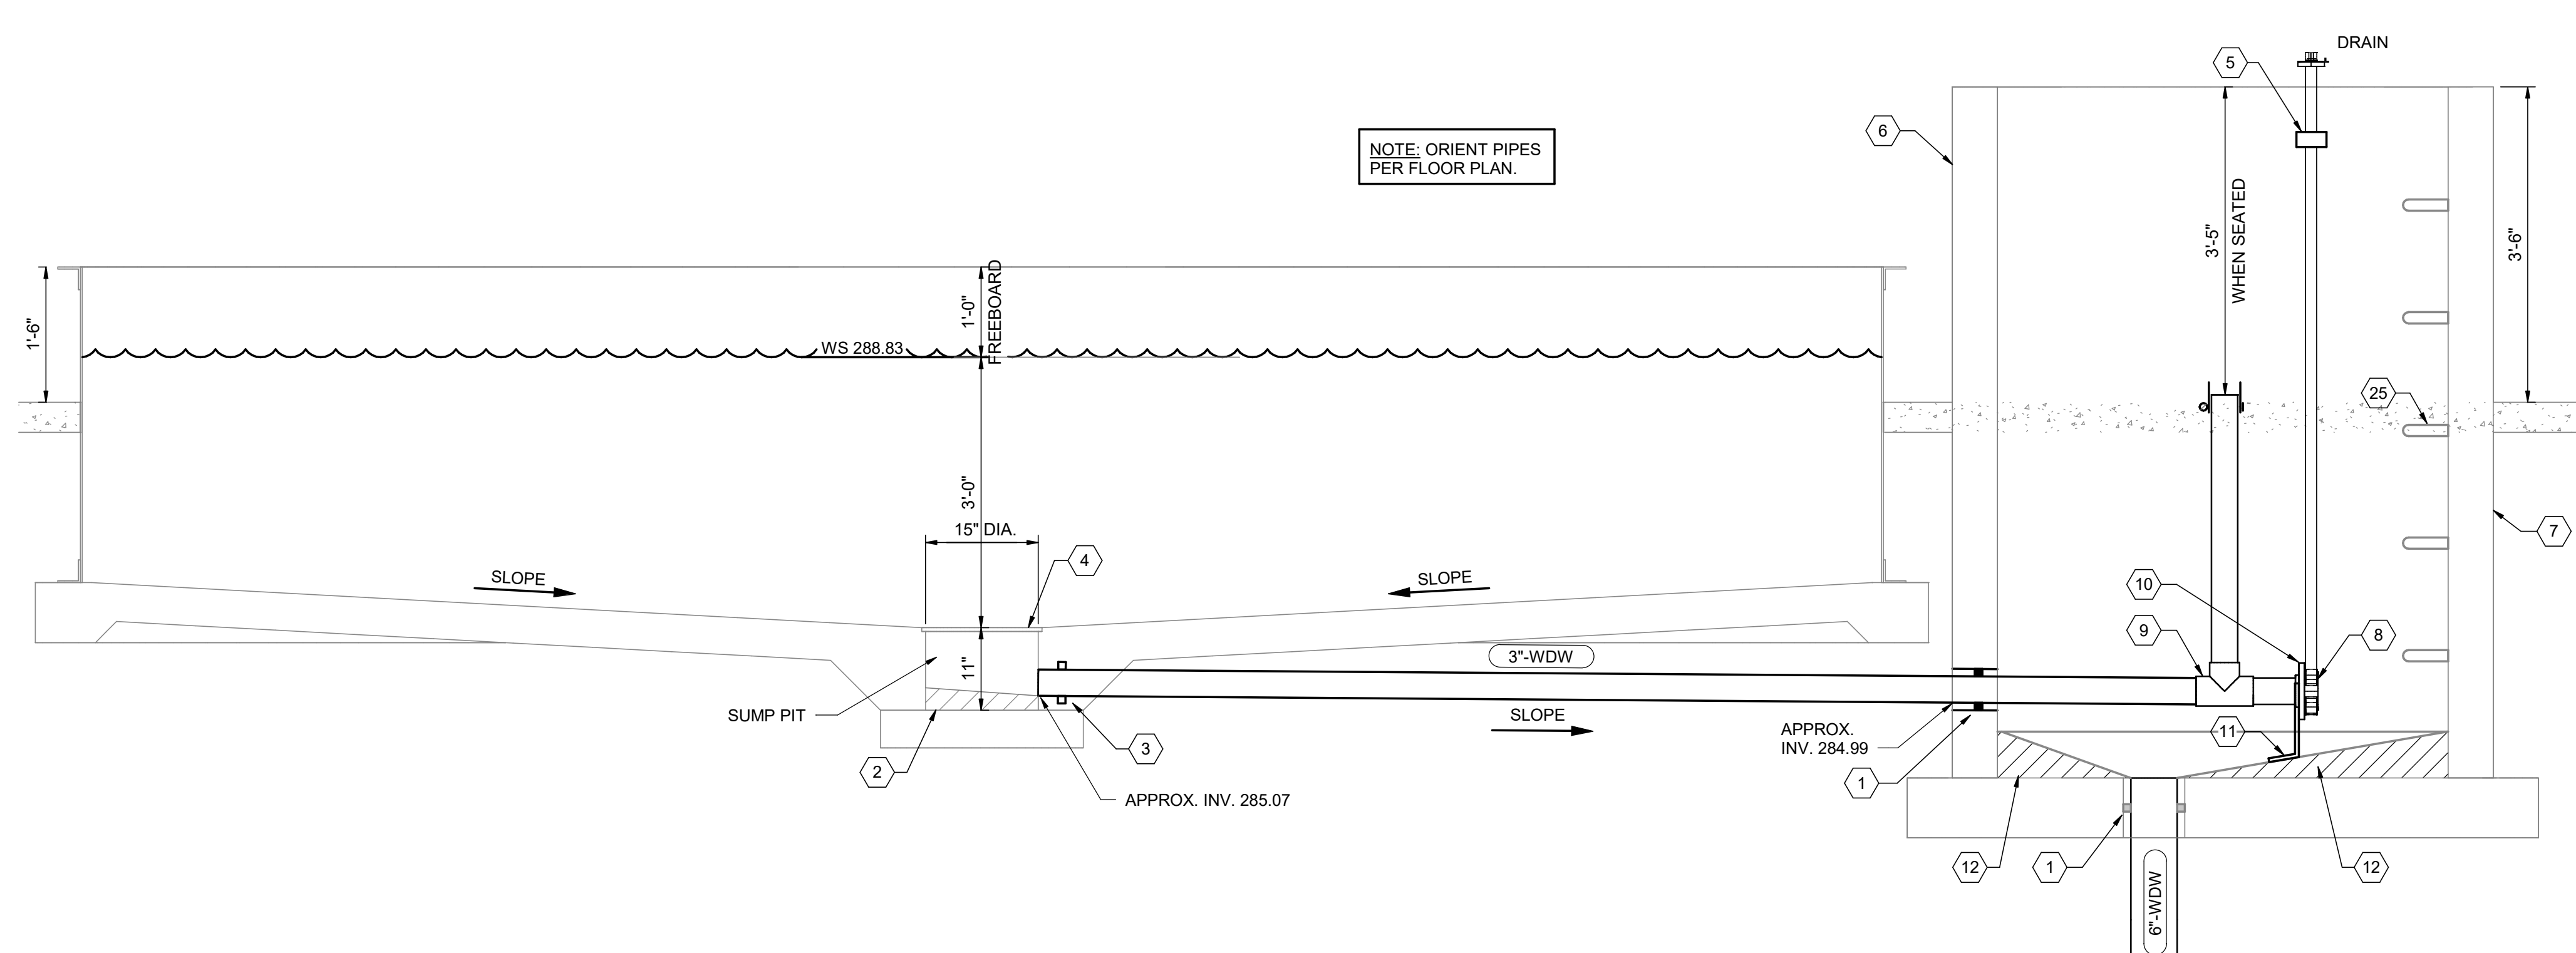 DRAIN
5
6
NOTE: ORIENT PIPES
PER FLOOR PLAN.
3'-5"
WHEN SEATED
3'-6"
1'-6"
1'-0"
FREEBOARD
WS 288.83
25
3'-0"
15" DIA.
7
4
SLOPE
SLOPE
10
9
8
3"-WDW
11"
SUMP PIT
SLOPE
APPROX.
INV. 284.99
11
3
2
1
APPROX. INV. 285.07
12
1
12
6"-WDW